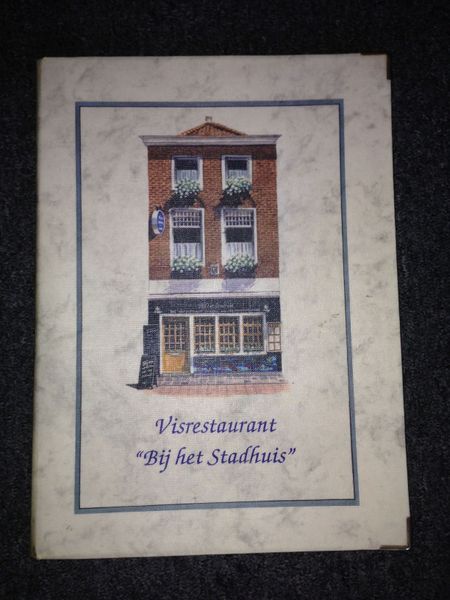 Visrestaurant
“Bij het Stadhuis”